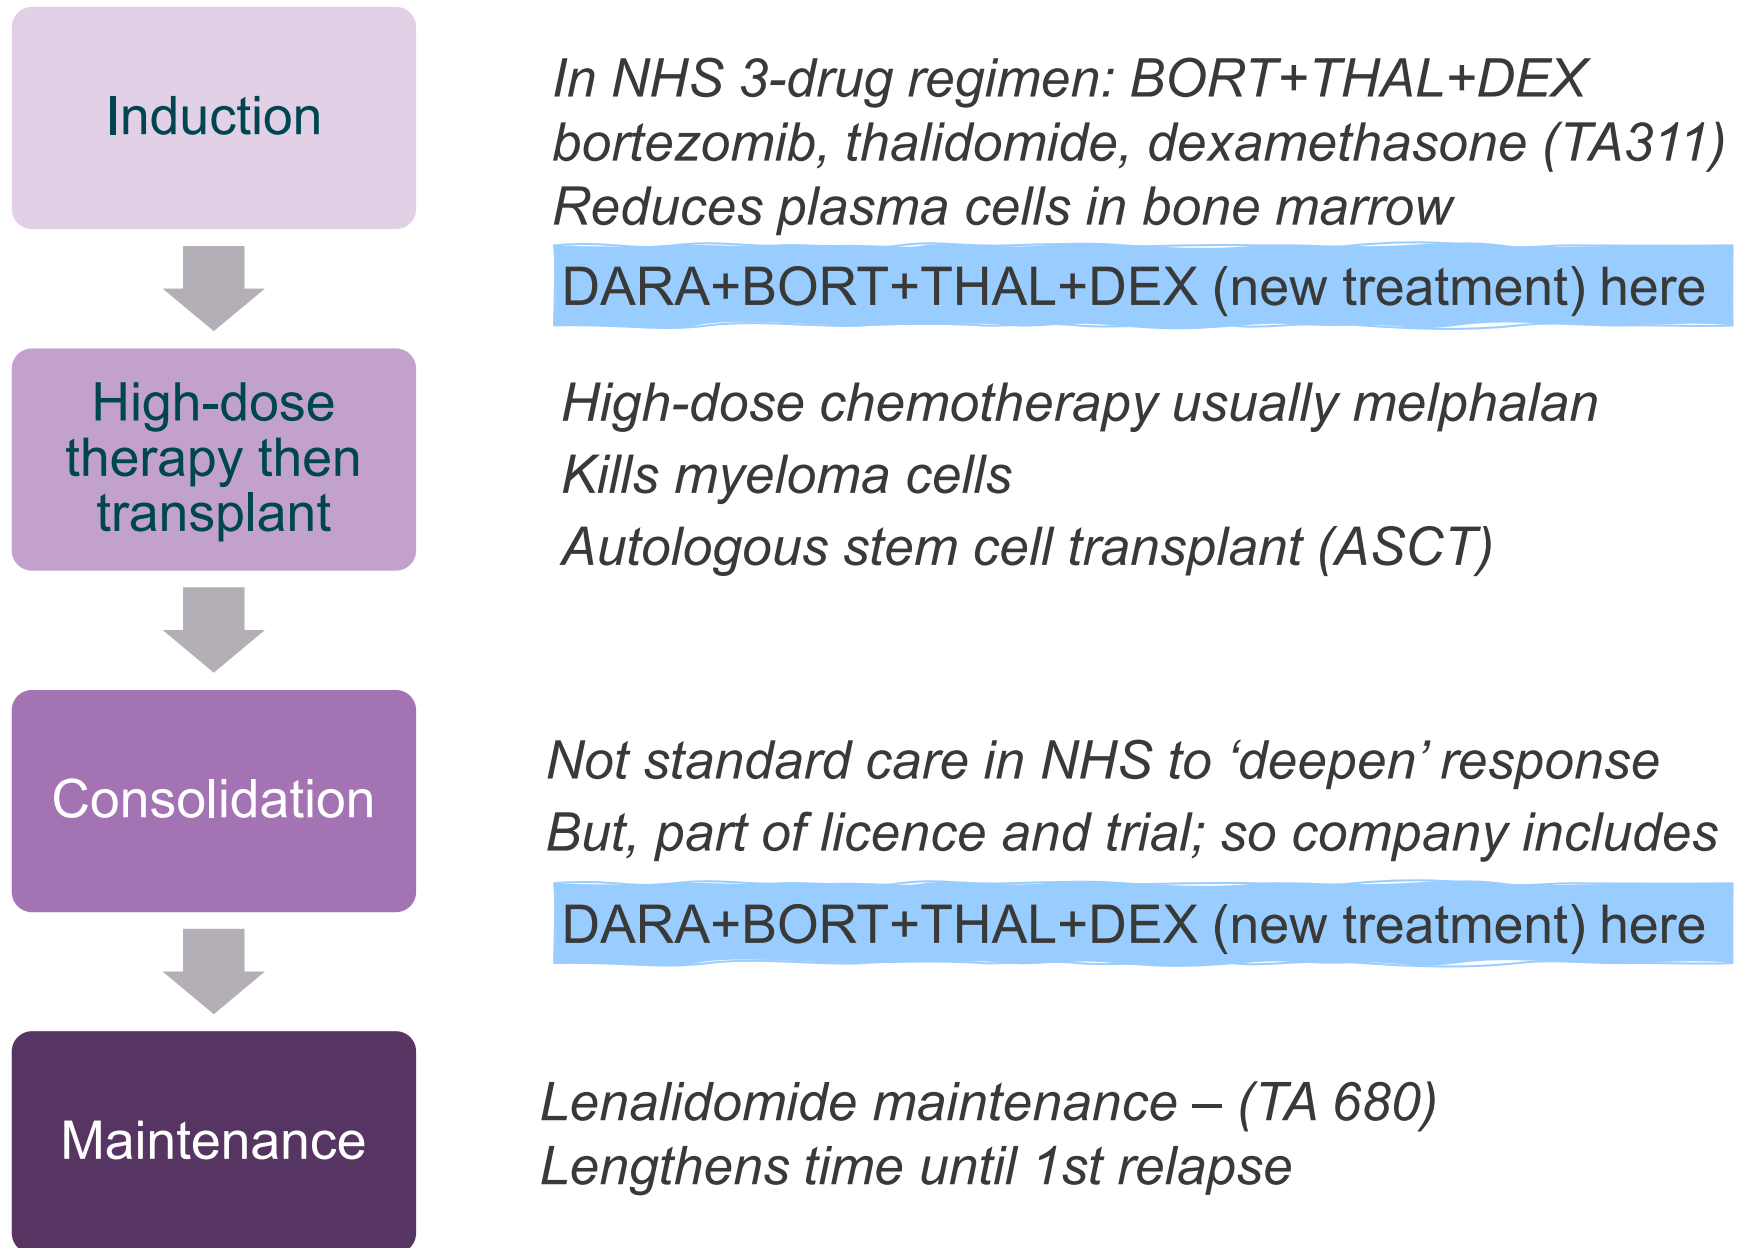 Induction
In NHS 3-drug regimen: BORT+THAL+DEX
bortezomib, thalidomide, dexamethasone (TA311)
Reduces plasma cells in bone marrow
DARA+BORT+THAL+DEX (new treatment) here
High-dose
therapy then
transplant
High-dose chemotherapy usually melphalan
Kills myeloma cells
Autologous stem cell transplant (ASCT)
Consolidation
Not standard care in NHS to ‘deepen’ response
But, part of licence and trial; so company includes
DARA+BORT+THAL+DEX (new treatment) here
Maintenance
Lenalidomide maintenance – (TA 680)
Lengthens time until 1st relapse